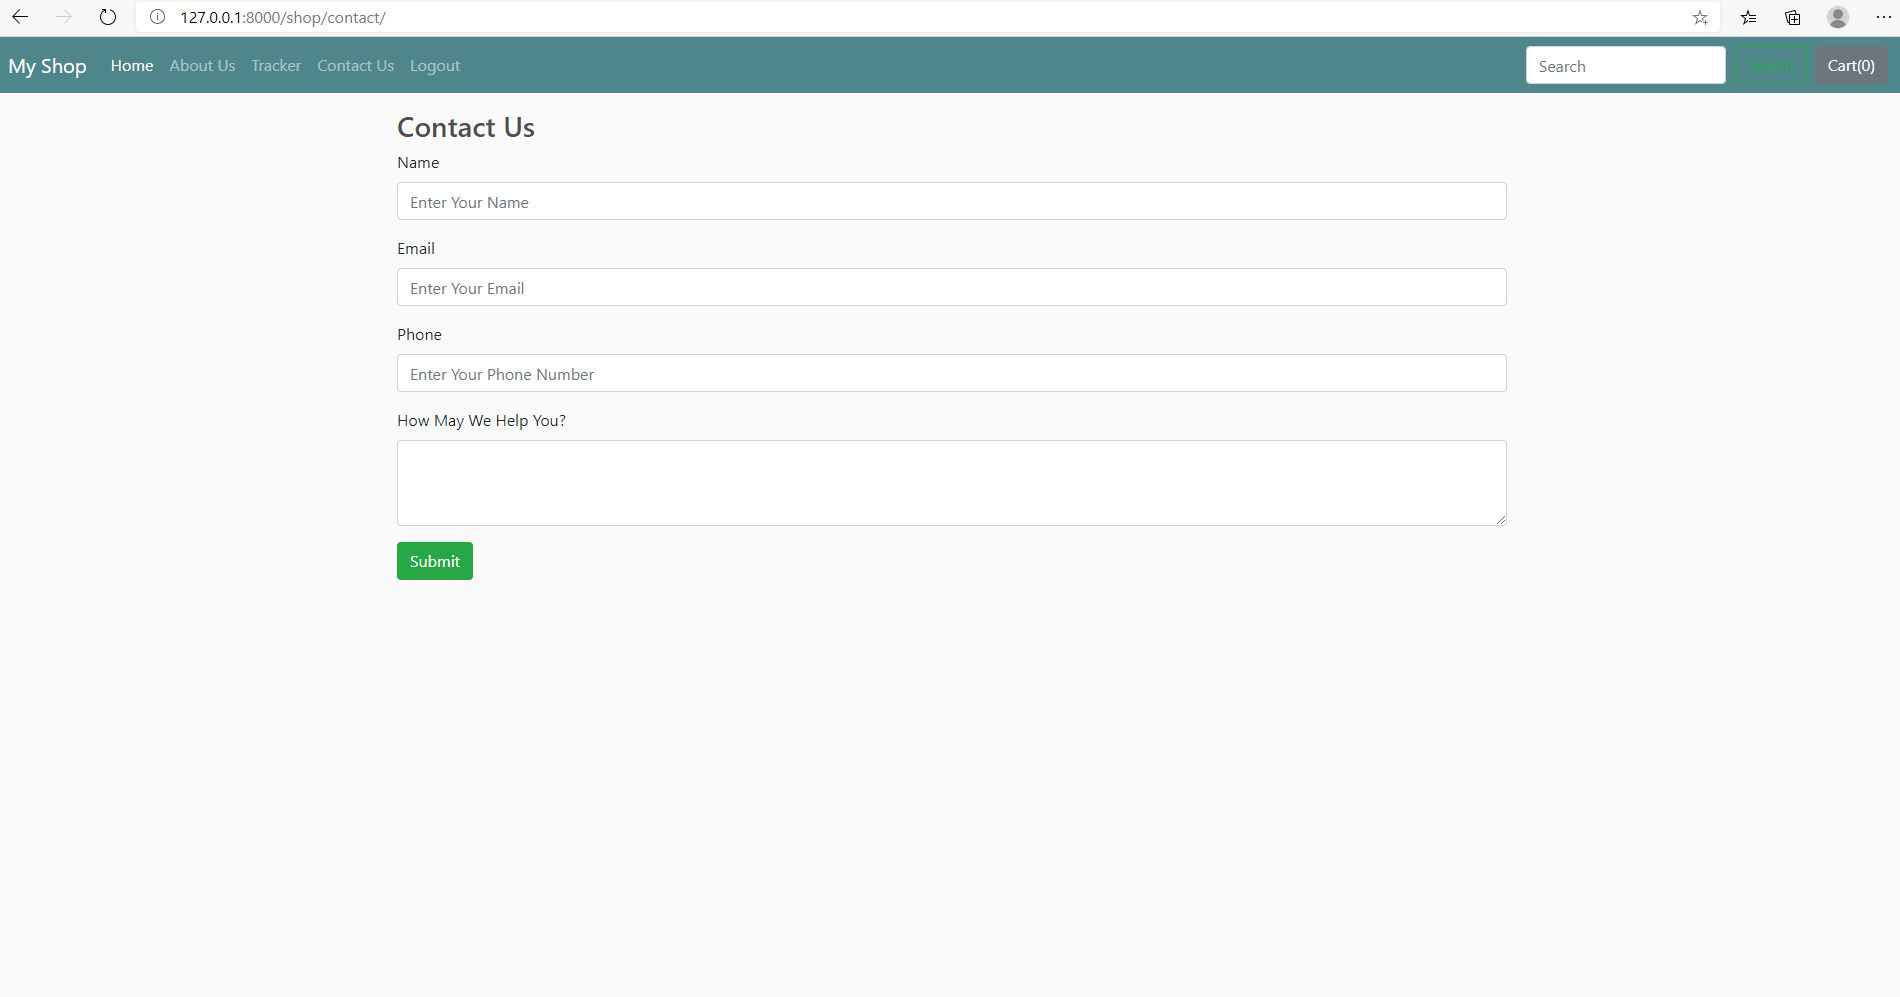 127.0.0.1:8000/shop/contact/
My Shop Home About Us Tracker Contact Us Logout Search Search Cart(0)
Contact Us
Name
Enter Your Name
Email
Enter Your Email
Phone
Enter Your Phone Number
How May We Help You?
Submit